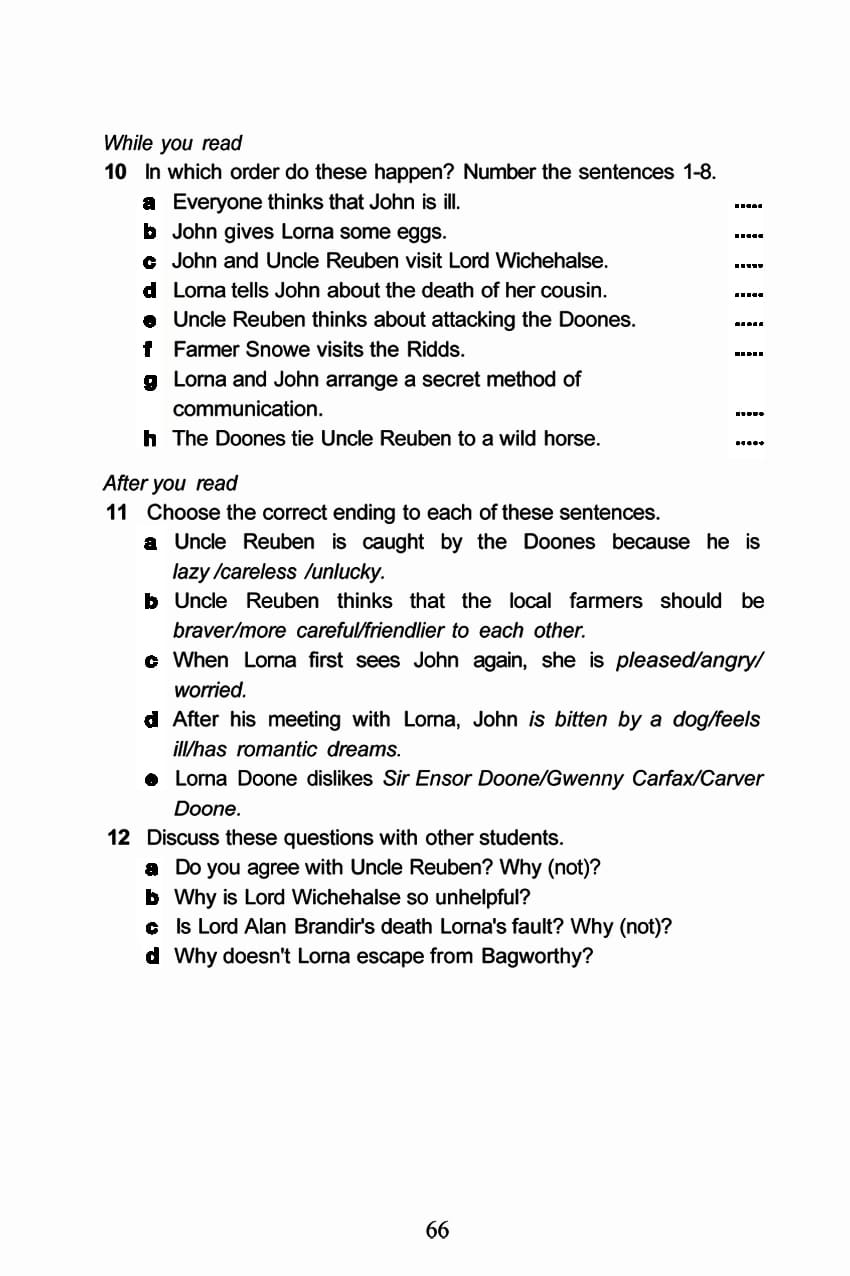 While you read
10 In which order do these happen? Number the sentences 1-8.
a Everyone thinks that John is ill. .....
b John gives Lorna some eggs. .....
c John and Uncle Reuben visit Lord Wichehalse. .....
d Lorna tells John about the death of her cousin. .....
e Uncle Reuben thinks about attacking the Doones. .....
f Farmer Snowe visits the Ridds. .....
g Lorna and John arrange a secret method of
communication. .....
h The Doones tie Uncle Reuben to a wild horse. .....
After you read
11 Choose the correct ending to each of these sentences.
a Uncle Reuben is caught by the Doones because he is
lazy /careless /unlucky.
b Uncle Reuben thinks that the local farmers should be
braver/more careful/friendlier to each other.
c When Lorna first sees John again, she is pleased/angry/
worried.
d After his meeting with Lorna, John is bitten by a dog/feels
ill/has romantic dreams.
e Lorna Doone dislikes Sir Ensor Doone/Gwenny Carfax/Carver
Doone.
12 Discuss these questions with other students.
a Do you agree with Uncle Reuben? Why (not)?
b Why is Lord Wichehalse so unhelpful?
c Is Lord Alan Brandir's death Lorna's fault? Why (not)?
d Why doesn't Lorna escape from Bagworthy?
66